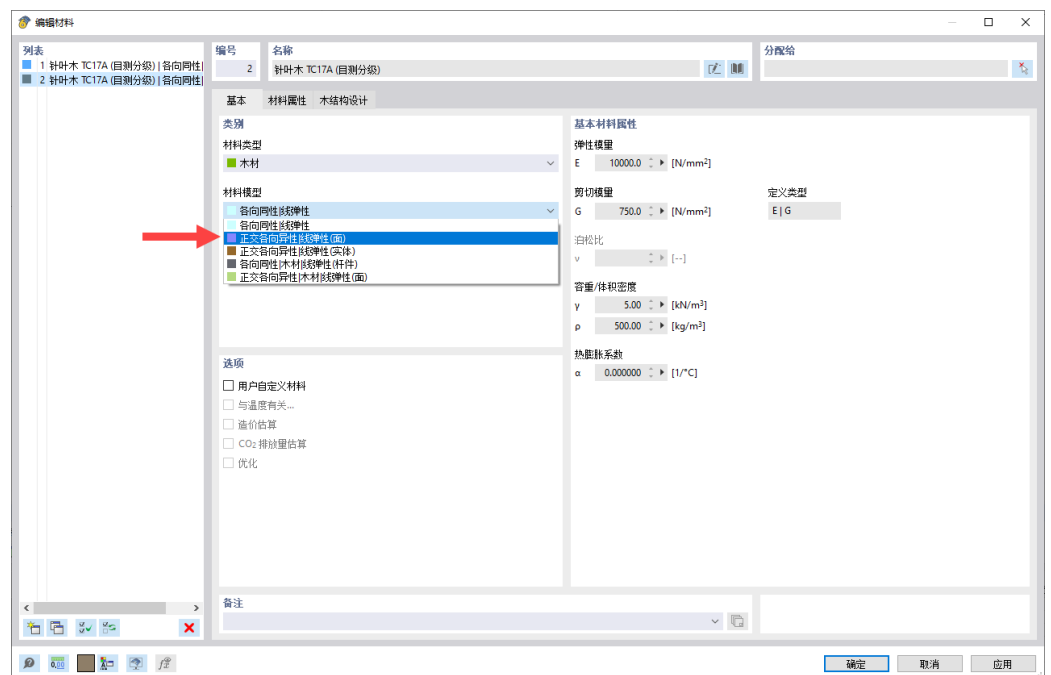 编辑材料
列表
1 针叶木 TC17A (目测分级) | 各向同性|
2 针叶木 TC17A (目测分级) | 各向同性|
编号
2
名称
针叶木 TC17A (目测分级)
分配给
基本 材料属性 木结构设计
类别
材料类型
木材
材料模型
各向同性|线弹性
各向同性|线弹性
正交各向异性|线弹性(面)
正交各向异性|线弹性(实体)
各向同性|木材|线弹性(杆件)
正交各向异性|木材|线弹性(面)
选项
用户自定义材料
与温度有关...
造价估算
CO2 排放量估算
优化
基本材料属性
弹性模量
E 10000.0 [N/mm²]
剪切模量 定义类型
G 750.0 [N/mm²] E | G
泊松比
ν [--]
容重/体积密度
γ 5.00 [kN/m³]
ρ 500.00 [kg/m³]
热膨胀系数
α 0.000000 [1/°C]
备注
确定 取消 应用